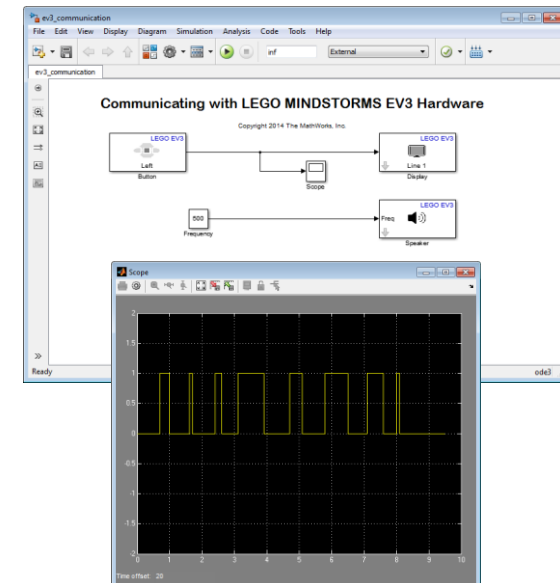 ev3_communication
File Edit View Display Diagram Simulation Analysis Code Tools Help
inf External
ev3_communication
Communicating with LEGO MINDSTORMS EV3 Hardware
Copyright 2014 The MathWorks, Inc.
LEGO EV3
Left
Button
Scope
LEGO EV3
Line 1
Display
500
Frequency
LEGO EV3
Freq
Speaker
Ready ode3
Scope
2
1.5
1
0.5
0
-0.5
-1
-1.5
-2
0 1 2 3 4 5 6 7 8 9 10
Time offset: 20